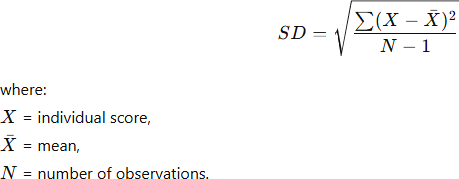 SD = √(∑(X − X̄)² / (N − 1))
where:
X = individual score,
X̄ = mean,
N = number of observations.